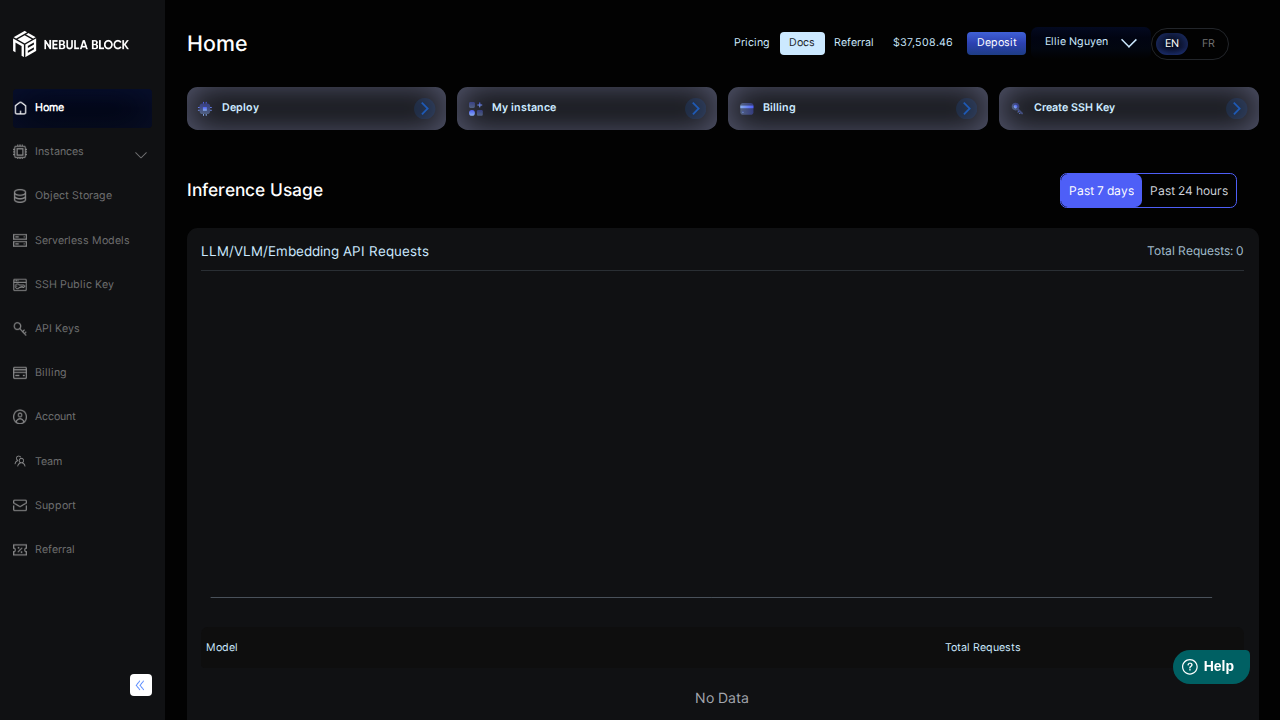 NEBULA BLOCK
Home
Instances
Object Storage
Serverless Models
SSH Public Key
API Keys
Billing
Account
Team
Support
Referral
Home
Pricing
Docs
Referral
$37,508.46
Deposit
Ellie Nguyen
EN
FR
Deploy
My instance
Billing
Create SSH Key
Inference Usage
Past 7 days
Past 24 hours
LLM/VLM/Embedding API Requests
Total Requests: 0
Model
Total Requests
No Data
Help